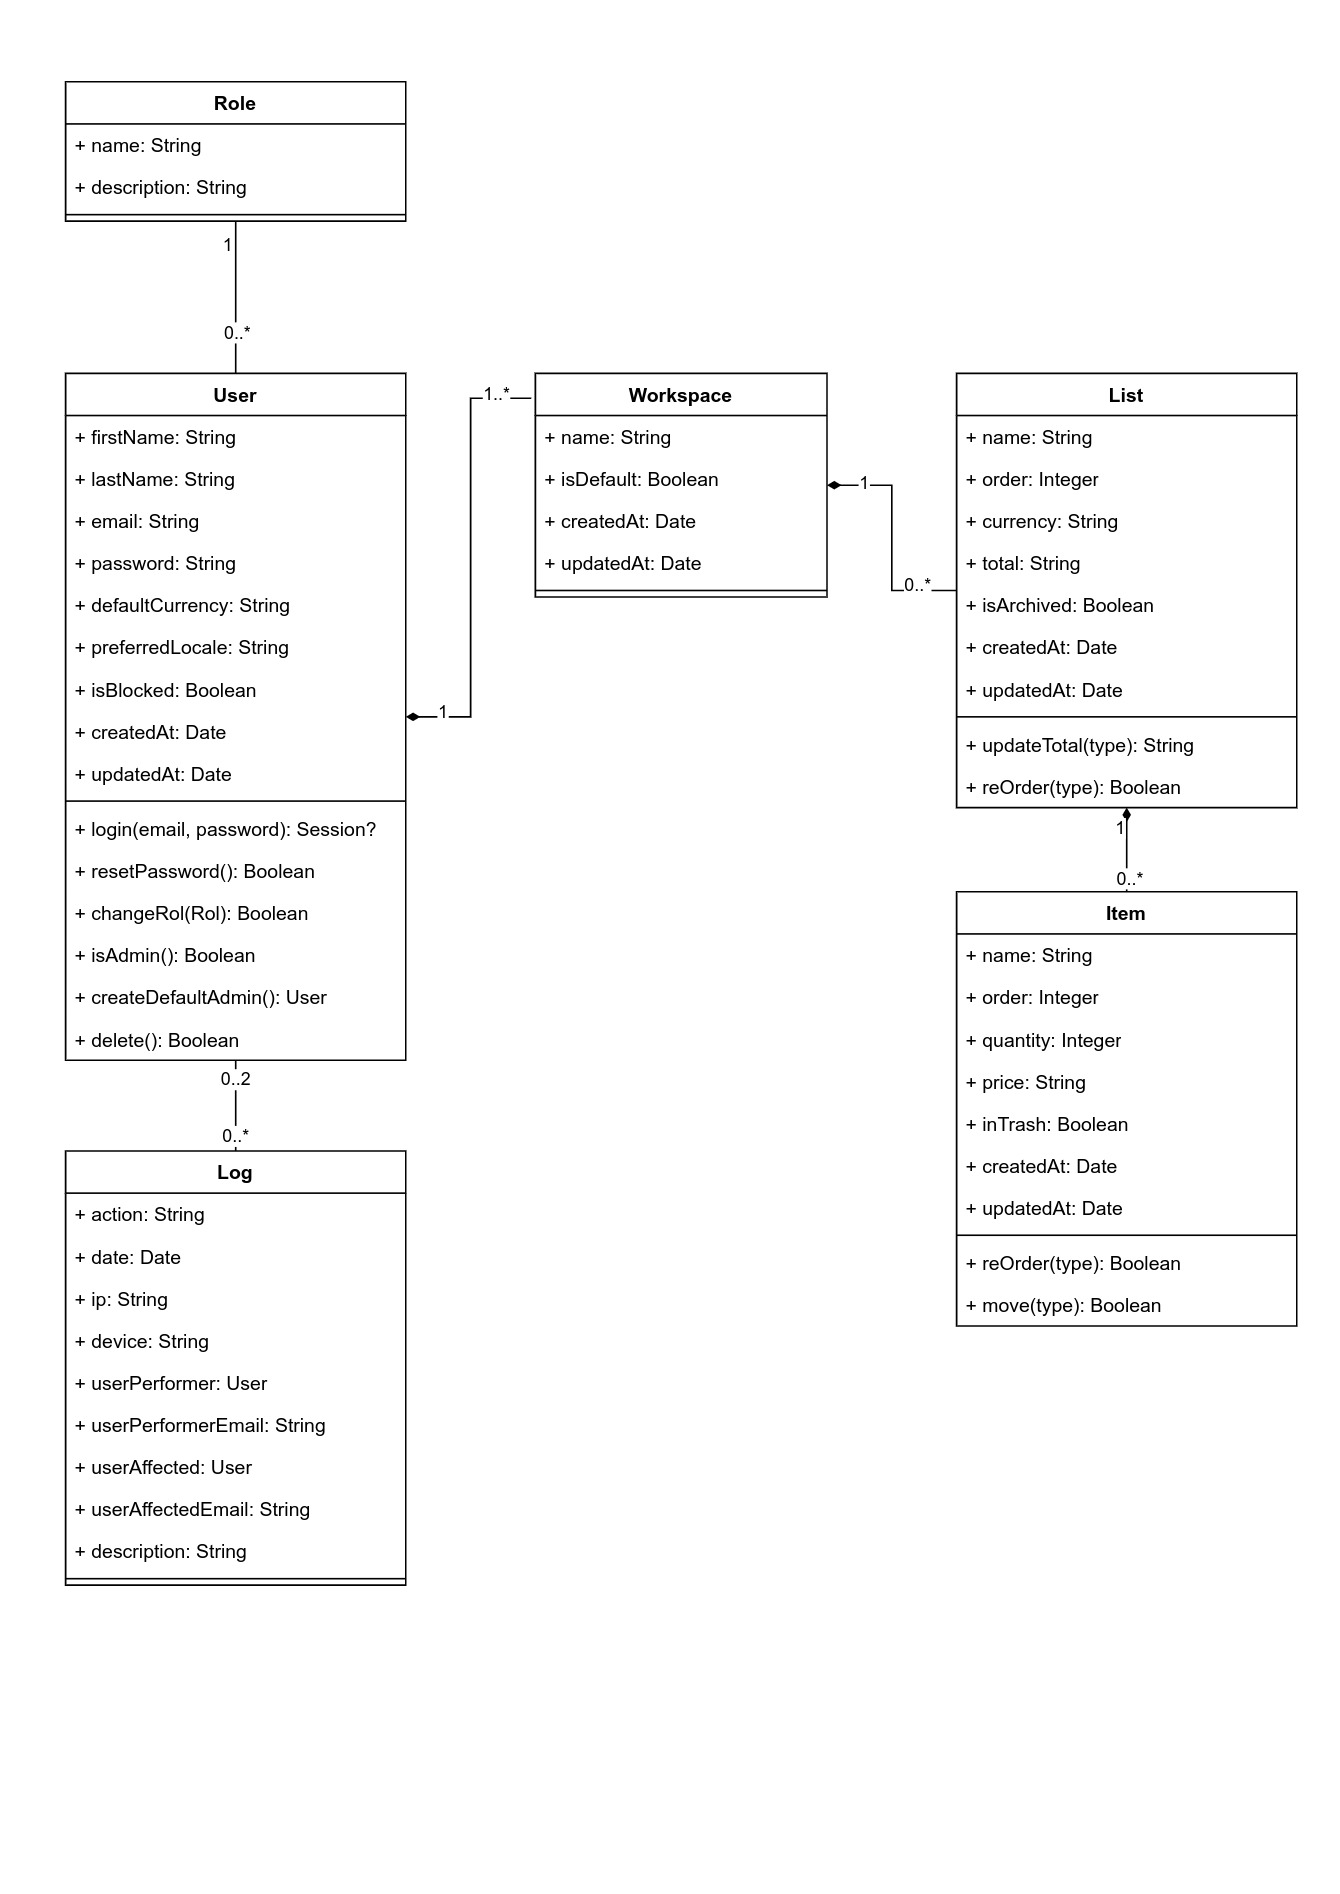 Role
+ name: String
+ description: String
1
0..*
User
+ firstName: String
+ lastName: String
+ email: String
+ password: String
+ defaultCurrency: String
+ preferredLocale: String
+ isBlocked: Boolean
+ createdAt: Date
+ updatedAt: Date
+ login(email, password): Session?
+ resetPassword(): Boolean
+ changeRol(Rol): Boolean
+ isAdmin(): Boolean
+ createDefaultAdmin(): User
+ delete(): Boolean
1
1..*
Workspace
+ name: String
+ isDefault: Boolean
+ createdAt: Date
+ updatedAt: Date
1
0..*
List
+ name: String
+ order: Integer
+ currency: String
+ total: String
+ isArchived: Boolean
+ createdAt: Date
+ updatedAt: Date
+ updateTotal(type): String
+ reOrder(type): Boolean
1
0..*
Item
+ name: String
+ order: Integer
+ quantity: Integer
+ price: String
+ inTrash: Boolean
+ createdAt: Date
+ updatedAt: Date
+ reOrder(type): Boolean
+ move(type): Boolean
0..2
0..*
Log
+ action: String
+ date: Date
+ ip: String
+ device: String
+ userPerformer: User
+ userPerformerEmail: String
+ userAffected: User
+ userAffectedEmail: String
+ description: String